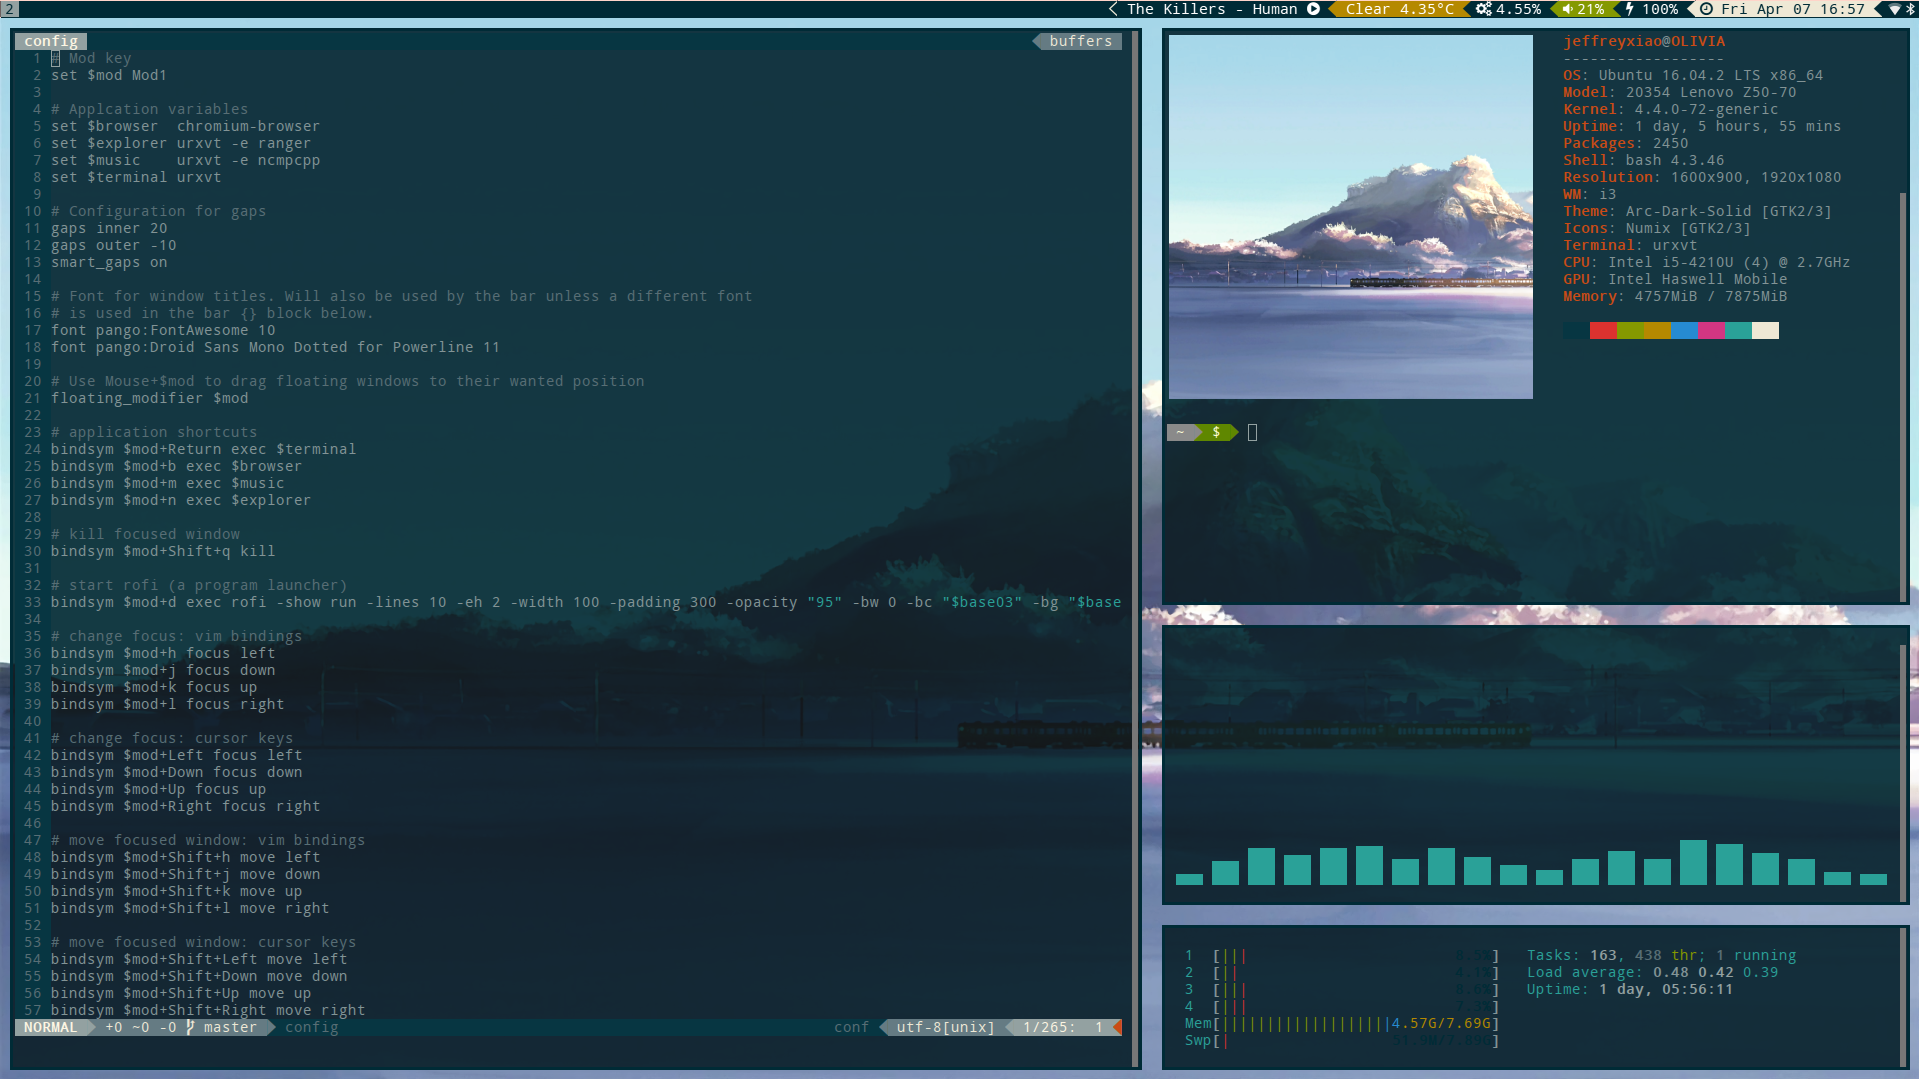 2
The Killers - Human
Clear 4.35°C
4.55%
21%
100%
Fri Apr 07 16:57
config
buffers
1 # Mod key
2 set $mod Mod1
3
4 # Applcation variables
5 set $browser  chromium-browser
6 set $explorer urxvt -e ranger
7 set $music    urxvt -e ncmpcpp
8 set $terminal urxvt
9
10 # Configuration for gaps
11 gaps inner 20
12 gaps outer -10
13 smart_gaps on
14
15 # Font for window titles. Will also be used by the bar unless a different font
16 # is used in the bar {} block below.
17 font pango:FontAwesome 10
18 font pango:Droid Sans Mono Dotted for Powerline 11
19
20 # Use Mouse+$mod to drag floating windows to their wanted position
21 floating_modifier $mod
22
23 # application shortcuts
24 bindsym $mod+Return exec $terminal
25 bindsym $mod+b exec $browser
26 bindsym $mod+m exec $music
27 bindsym $mod+n exec $explorer
28
29 # kill focused window
30 bindsym $mod+Shift+q kill
31
32 # start rofi (a program launcher)
33 bindsym $mod+d exec rofi -show run -lines 10 -eh 2 -width 100 -padding 300 -opacity "95" -bw 0 -bc "$base03" -bg "$base
34
35 # change focus: vim bindings
36 bindsym $mod+h focus left
37 bindsym $mod+j focus down
38 bindsym $mod+k focus up
39 bindsym $mod+l focus right
40
41 # change focus: cursor keys
42 bindsym $mod+Left focus left
43 bindsym $mod+Down focus down
44 bindsym $mod+Up focus up
45 bindsym $mod+Right focus right
46
47 # move focused window: vim bindings
48 bindsym $mod+Shift+h move left
49 bindsym $mod+Shift+j move down
50 bindsym $mod+Shift+k move up
51 bindsym $mod+Shift+l move right
52
53 # move focused window: cursor keys
54 bindsym $mod+Shift+Left move left
55 bindsym $mod+Shift+Down move down
56 bindsym $mod+Shift+Up move up
57 bindsym $mod+Shift+Right move right
NORMAL +0 ~0 -0 master config conf utf-8[unix] 1/265: 1
jeffreyxiao@OLIVIA
------------------
OS: Ubuntu 16.04.2 LTS x86_64
Model: 20354 Lenovo Z50-70
Kernel: 4.4.0-72-generic
Uptime: 1 day, 5 hours, 55 mins
Packages: 2450
Shell: bash 4.3.46
Resolution: 1600x900, 1920x1080
WM: i3
Theme: Arc-Dark-Solid [GTK2/3]
Icons: Numix [GTK2/3]
Terminal: urxvt
CPU: Intel i5-4210U (4) @ 2.7GHz
GPU: Intel Haswell Mobile
Memory: 4757MiB / 7875MiB
~ $
1 [||| ]
2 [|| ]
3 [||| ]
4 [||| ]
Mem[|||||||||||||||||||4.57G/7.69G]
Swp[| ]
Tasks: 163, 438 thr; 1 running
Load average: 0.48 0.42 0.39
Uptime: 1 day, 05:56:11